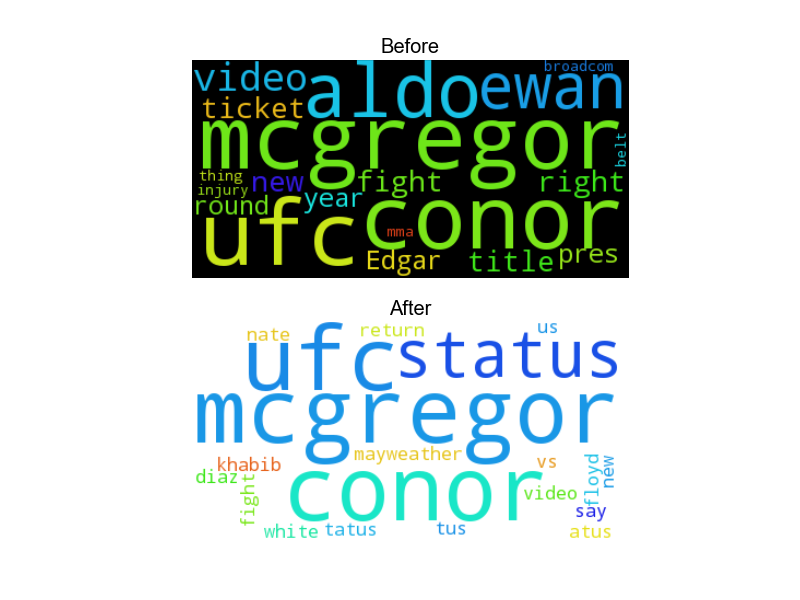 Before
broadcom
video aldo ewan
ticket
mcgregor
belt
thing
new fight right
injury
year
round
ufc conor
mma
Edgar title pres
After
nate return us
ufc status
mcgregor
mayweather
khabib vs
diaz floyd new
conor
fight video
say
white tatus tus atus